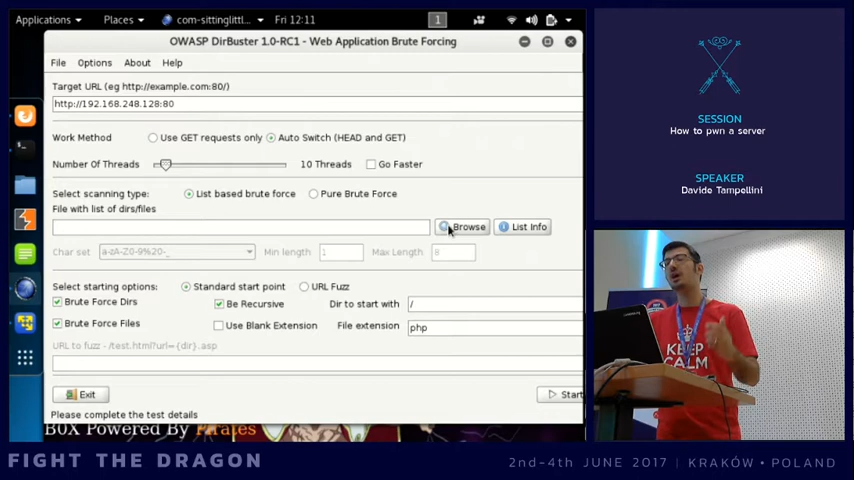 Applications Places com-sittinglittl... Fri 12:11 1
OWASP DirBuster 1.0-RC1 - Web Application Brute Forcing
File Options About Help
Target URL (eg http://example.com:80/)
http://192.168.248.128:80
Work Method Use GET requests only Auto Switch (HEAD and GET)
Number Of Threads 10 Threads Go Faster
Select scanning type: List based brute force Pure Brute Force
File with list of dirs/files
Browse List Info
Char set a-zA-Z0-9%20-_ Min length: 1 Max Length 8
Select starting options: Standard start point URL Fuzz
Brute Force Dirs Be Recursive Dir to start with /
Brute Force Files Use Blank Extension File extension php
URL to fuzz - /test.html?url={dir}.asp
Exit Start
Please complete the test details
B0X Powered By Pirates
SESSION
How to pwn a server
SPEAKER
Davide Tampellini
KEEP
CALM
FIGHT THE DRAGON
2nd-4th JUNE 2017 | KRAKÓW • POLAND